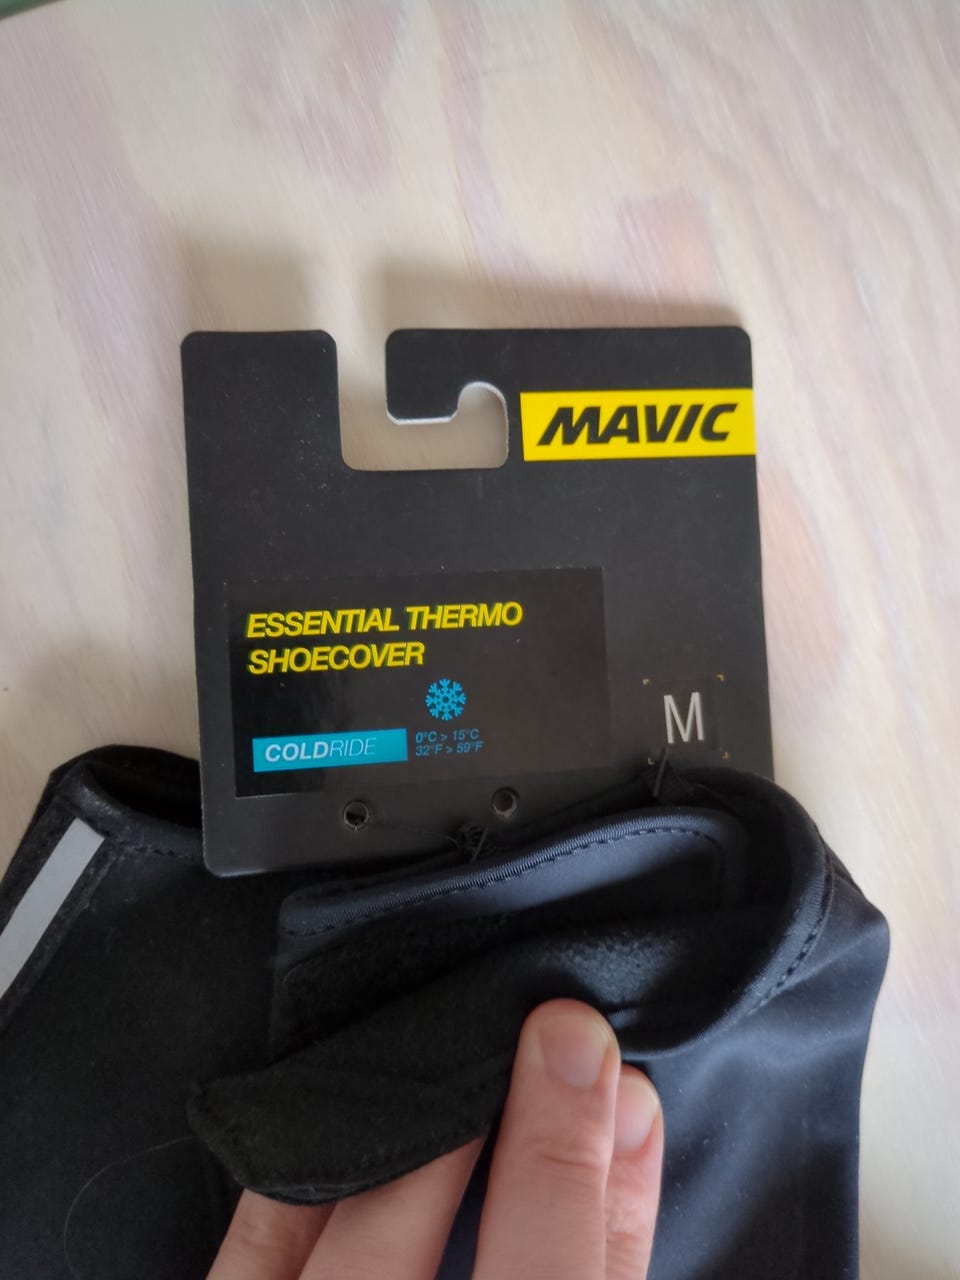 MAVIC
ESSENTIAL THERMO
SHOECOVER
COLDRIDE
0°C > 15°C
32°F > 59°F
M